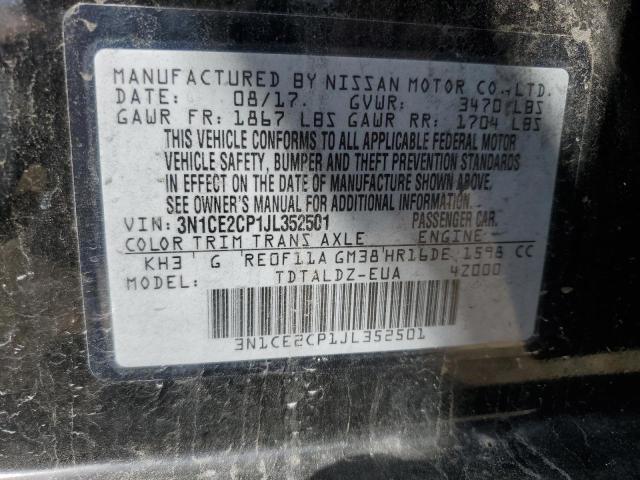 MANUFACTURED BY NISSAN MOTOR CO., LTD.
DATE: 08/17. GVWR: 3470 LBS
GAWR FR: 1867 LBS GAWR RR: 1704 LBS
THIS VEHICLE CONFORMS TO ALL APPLICABLE FEDERAL MOTOR
VEHICLE SAFETY, BUMPER AND THEFT PREVENTION STANDARDS
IN EFFECT ON THE DATE OF MANUFACTURE SHOWN ABOVE.
SEE OWNER'S MANUAL FOR ADDITIONAL INFORMATION.
VIN: 3N1CE2CP1JL352501 PASSENGER CAR.
COLOR TRIM TRANS AXLE ENGINE:
KH3 G RE0F11A GM38 HR16DE 1598 CC
MODEL: TDTALDZ-EUA 4Z000
3N1CE2CP1JL352501